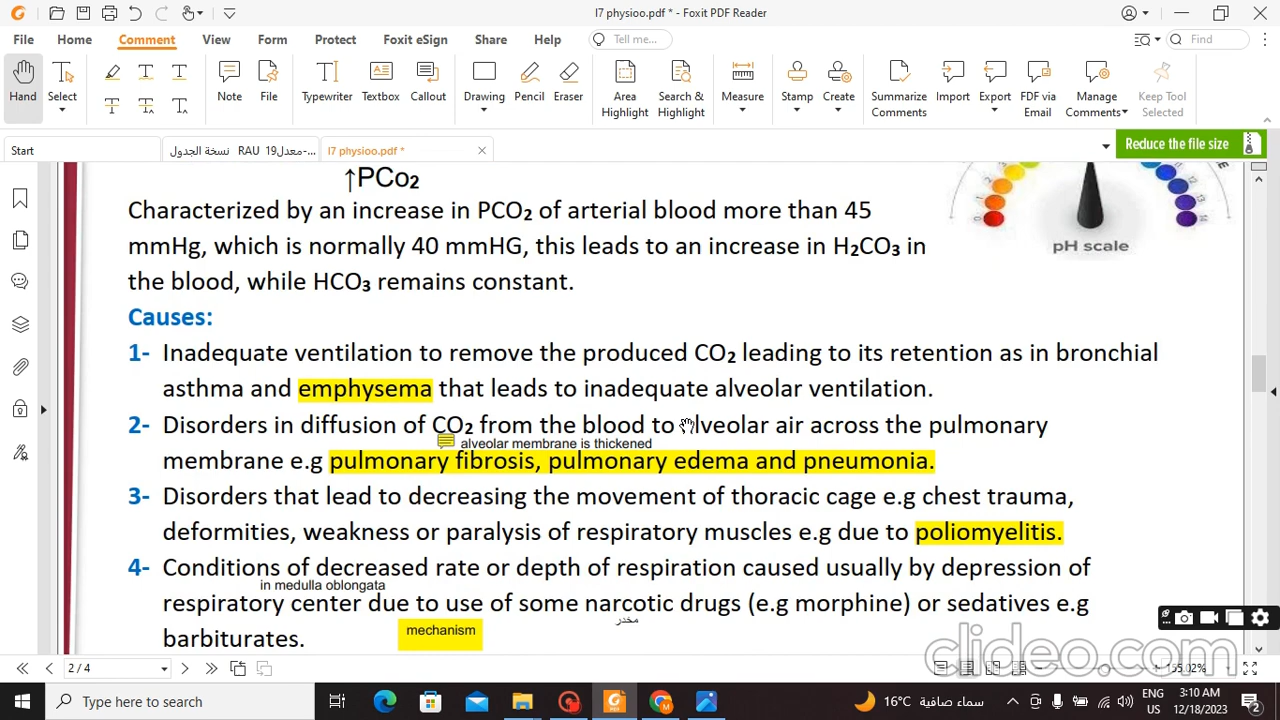 I7 physioo.pdf * - Foxit PDF Reader
File Home Comment View Form Protect Foxit eSign Share Help Tell me... Find
Hand Select Note File Typewriter Textbox Callout Drawing Pencil Eraser Area Highlight Search & Highlight Measure Stamp Create Summarize Comments Import Export PDF via Email Manage Comments Keep Tool Selected
Start نسخة الجدول RAU 19معدل-... I7 physioo.pdf * Reduce the file size
↑PCo₂
Characterized by an increase in PCO₂ of arterial blood more than 45
mmHg, which is normally 40 mmHG, this leads to an increase in H₂CO₃ in
the blood, while HCO₃ remains constant.
pH scale
Causes:
1- Inadequate ventilation to remove the produced CO₂ leading to its retention as in bronchial
asthma and emphysema that leads to inadequate alveolar ventilation.
2- Disorders in diffusion of CO₂ from the blood to alveolar air across the pulmonary
alveolar membrane is thickened
membrane e.g pulmonary fibrosis, pulmonary edema and pneumonia.
3- Disorders that lead to decreasing the movement of thoracic cage e.g chest trauma,
deformities, weakness or paralysis of respiratory muscles e.g due to poliomyelitis.
4- Conditions of decreased rate or depth of respiration caused usually by depression of
in medulla oblongata
respiratory center due to use of some narcotic drugs (e.g morphine) or sedatives e.g
مخدر
barbiturates.
mechanism
clideo.com
2 / 4 155.02%
Type here to search 16°C سماء صافية ENG US 3:10 AM 12/18/2023 2